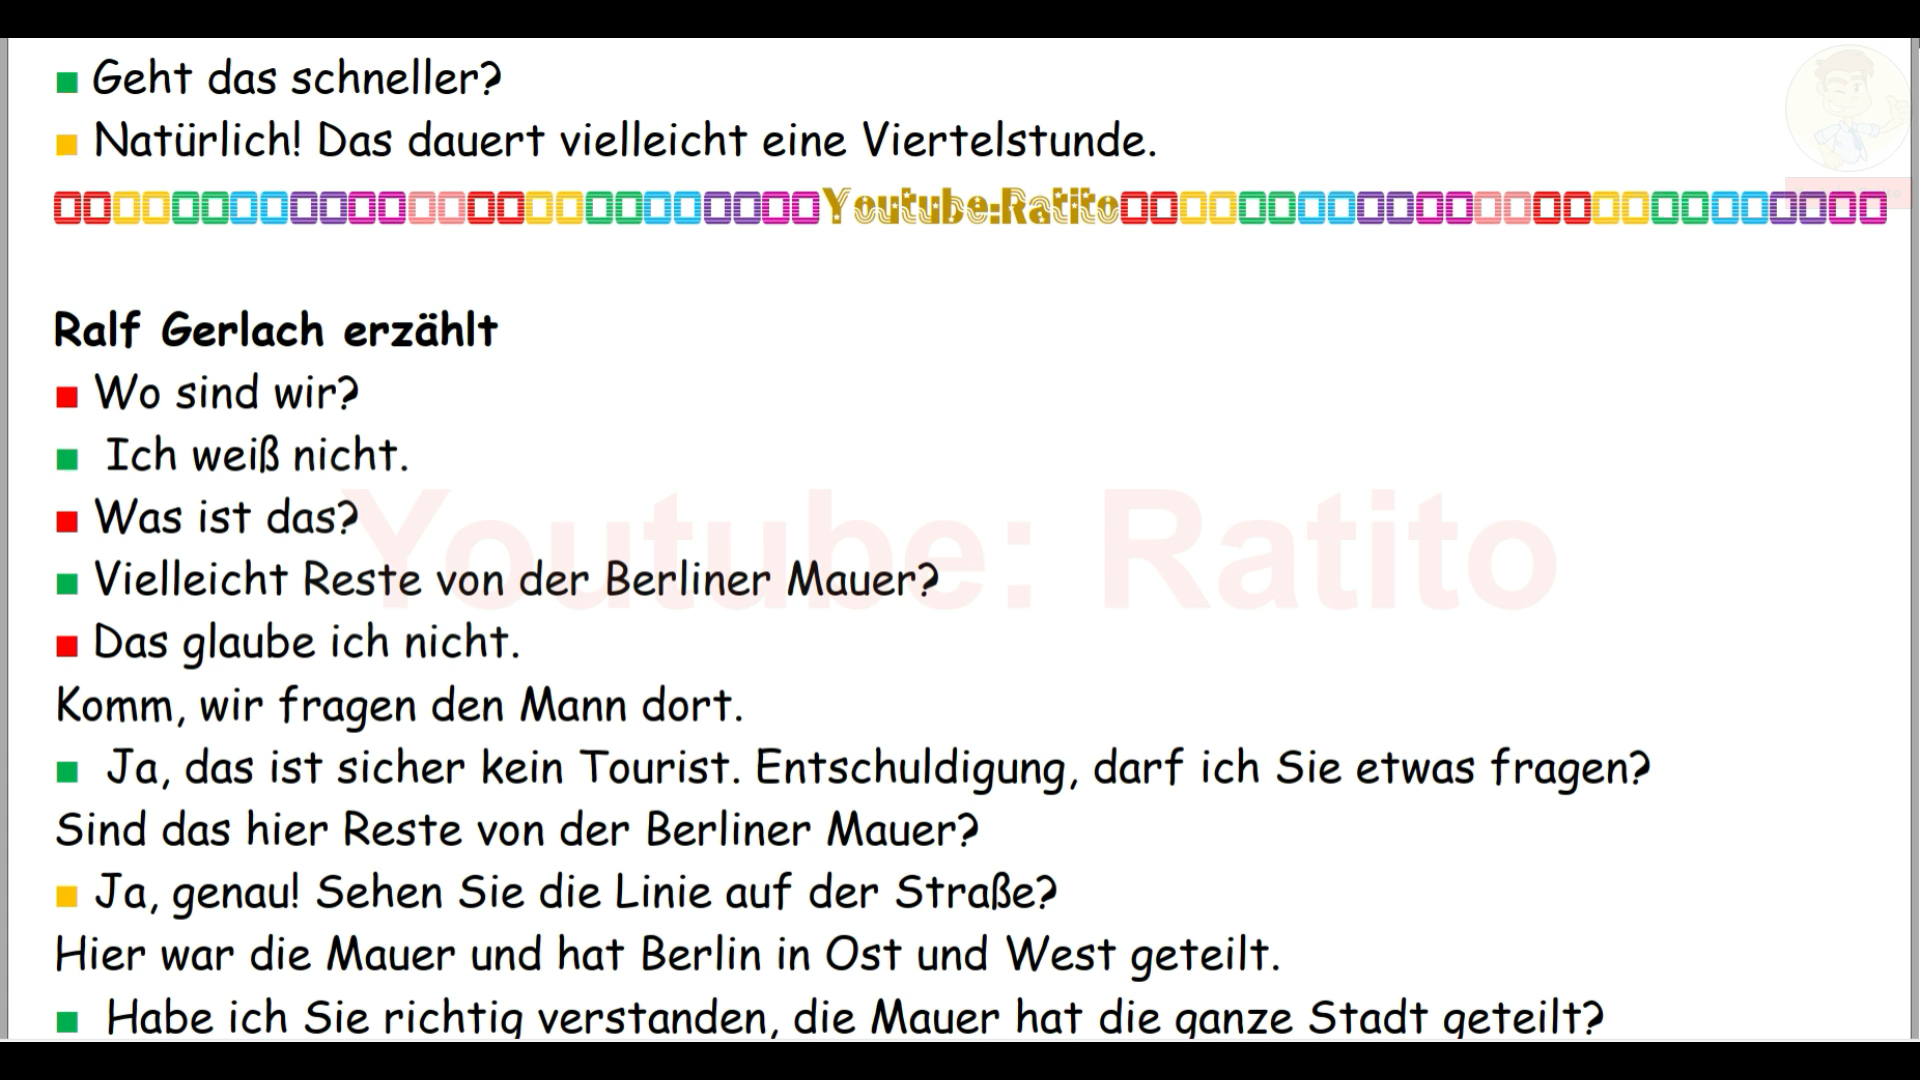 Geht das schneller?
Natürlich! Das dauert vielleicht eine Viertelstunde.
Youtube:Ratito
Ralf Gerlach erzählt
Wo sind wir?
Ich weiß nicht.
Was ist das?
Youtube: Ratito
Vielleicht Reste von der Berliner Mauer?
Das glaube ich nicht.
Komm, wir fragen den Mann dort.
Ja, das ist sicher kein Tourist. Entschuldigung, darf ich Sie etwas fragen?
Sind das hier Reste von der Berliner Mauer?
Ja, genau! Sehen Sie die Linie auf der Straße?
Hier war die Mauer und hat Berlin in Ost und West geteilt.
Habe ich Sie richtig verstanden, die Mauer hat die ganze Stadt geteilt?